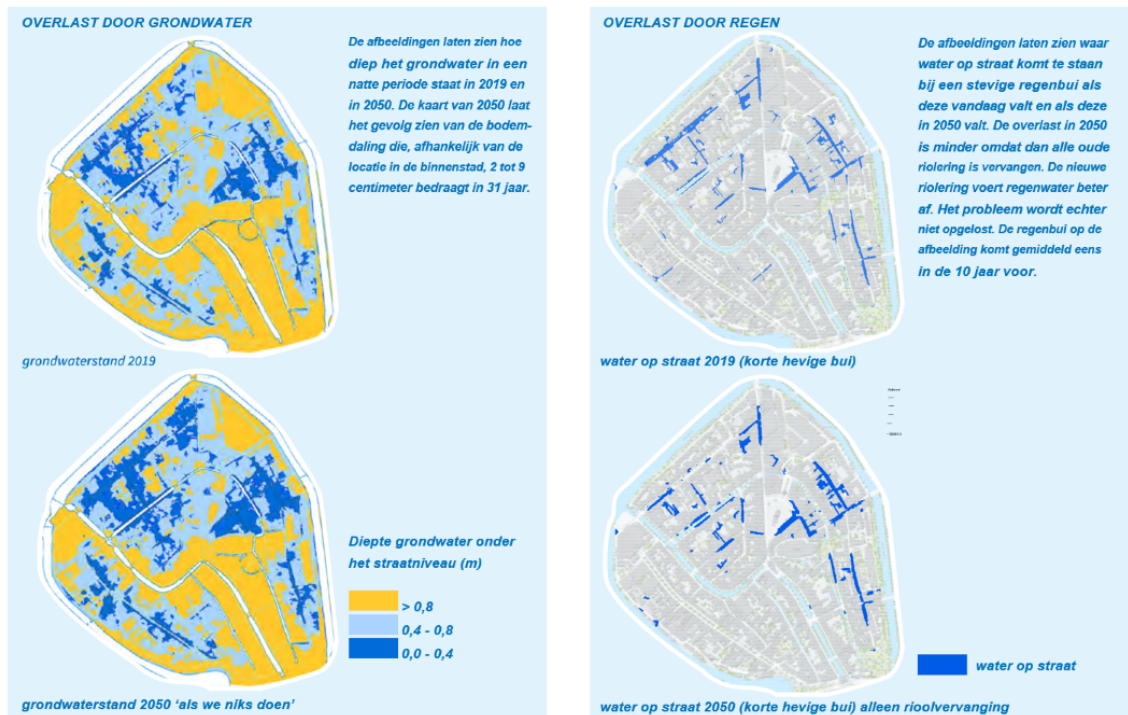 OVERLAST DOOR GRONDWATER
De afbeeldingen laten zien hoe
diep het grondwater in een
natte periode staat in 2019 en
in 2050. De kaart van 2050 laat
het gevolg zien van de bodem-
daling die, afhankelijk van de
locatie in de binnenstad, 2 tot 9
centimeter bedraagt in 31 jaar.
grondwaterstand 2019
Diepte grondwater onder
het straatniveau (m)
> 0,8
0,4 - 0,8
0,0 - 0,4
grondwaterstand 2050 ‘als we niks doen’
OVERLAST DOOR REGEN
De afbeeldingen laten zien waar
water op straat komt te staan
bij een stevige regenbui als
deze vandaag valt en als deze
in 2050 valt. De overlast in 2050
is minder omdat dan alle oude
riolering is vervangen. De nieuwe
riolering voert regenwater beter
af. Het probleem wordt echter
niet opgelost. De regenbui op de
afbeelding komt gemiddeld eens
in de 10 jaar voor.
water op straat 2019 (korte hevige bui)
water op straat
water op straat 2050 (korte hevige bui) alleen rioolvervanging